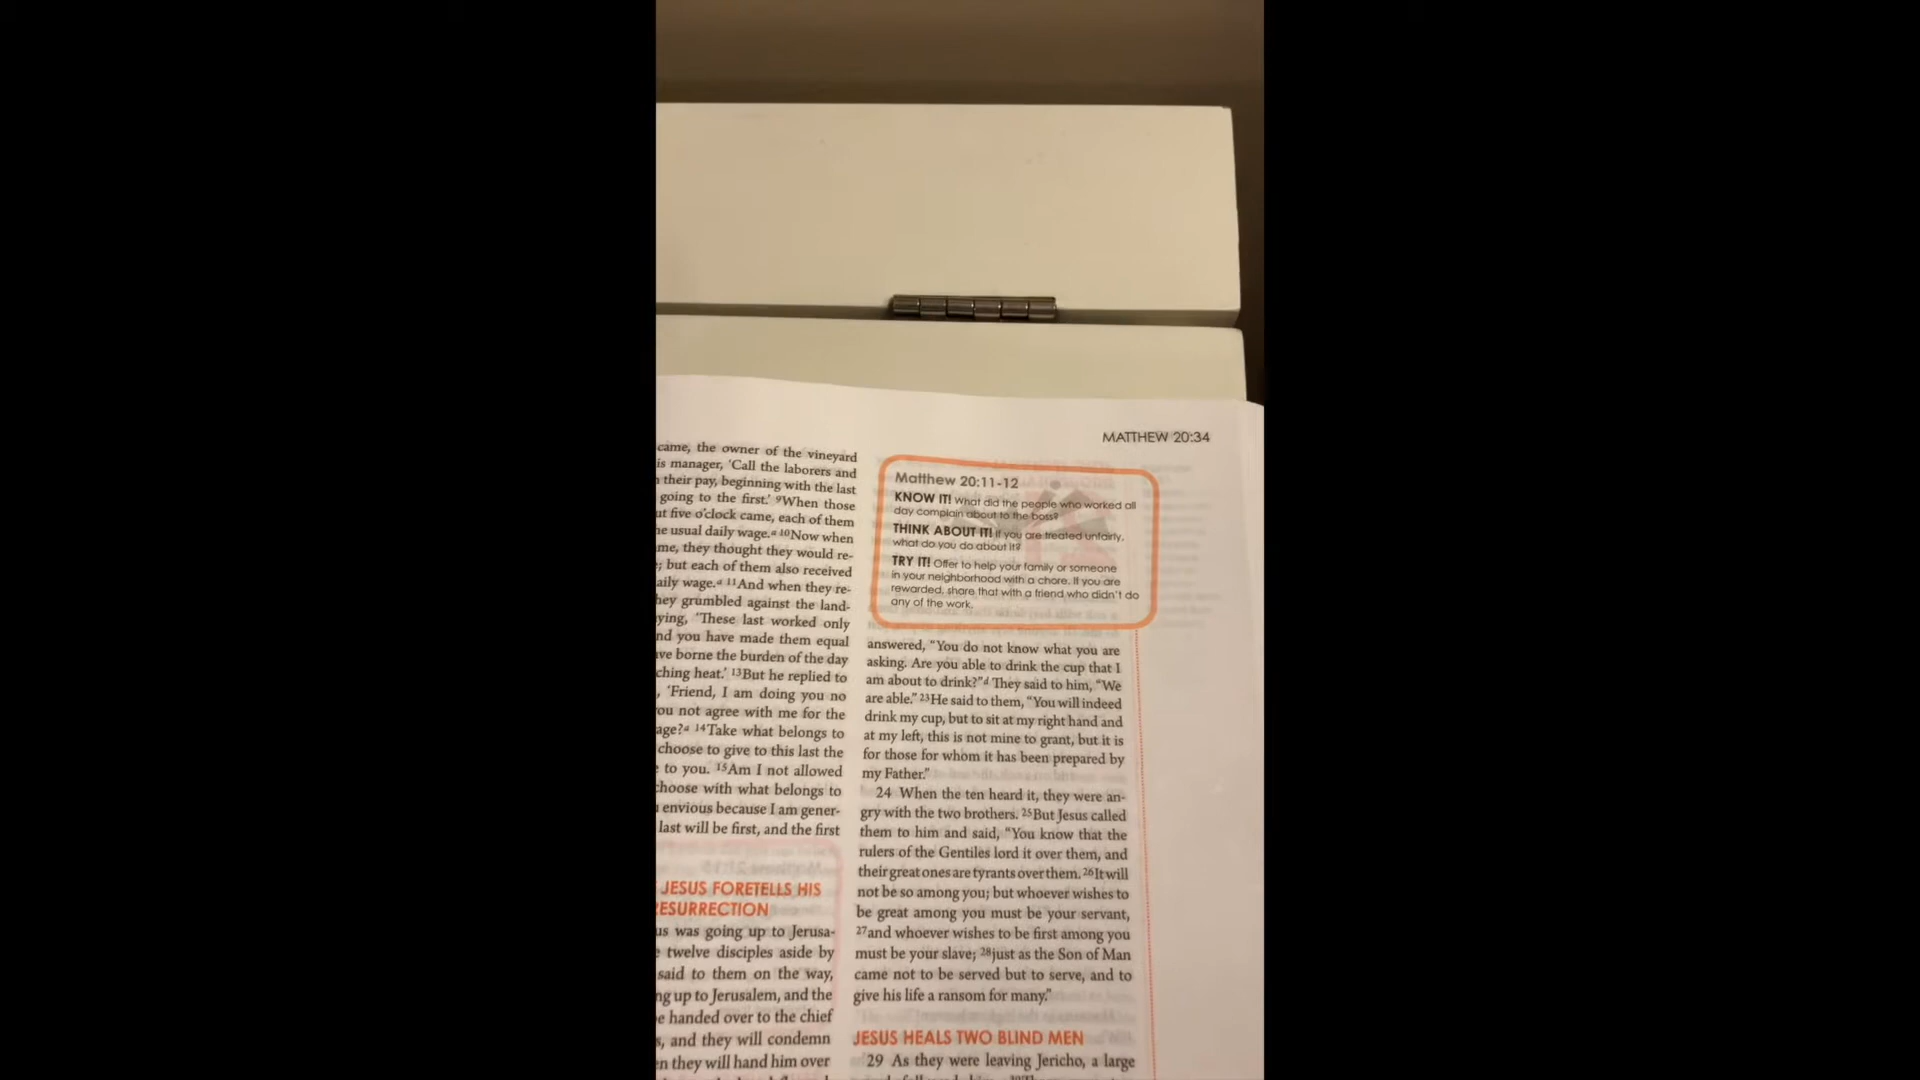 MATTHEW 20:34
came, the owner of the vineyard
is manager, ‘Call the laborers and
their pay, beginning with the last
going to the first.’ 9When those
ut five o’clock came, each of them
he usual daily wage.a 10Now when
me, they thought they would re-
; but each of them also received
aily wage.a 11And when they re-
hey grumbled against the land-
ying, ‘These last worked only
nd you have made them equal
ve borne the burden of the day
ching heat.’ 13But he replied to
, ‘Friend, I am doing you no
ou not agree with me for the
age?a 14Take what belongs to
choose to give to this last the
to you. 15Am I not allowed
choose with what belongs to
envious because I am gener-
last will be first, and the first
JESUS FORETELLS HIS
RESURRECTION
us was going up to Jerusa-
twelve disciples aside by
said to them on the way,
ng up to Jerusalem, and the
e handed over to the chief
s, and they will condemn
n they will hand him over
Matthew 20:11-12
KNOW IT! What did the people who worked all
day complain about to the boss?
THINK ABOUT IT! If you are treated unfairly,
what do you do about it?
TRY IT! Offer to help your family or someone
in your neighborhood with a chore. If you are
rewarded, share that with a friend who didn’t do
any of the work.
answered, “You do not know what you are
asking. Are you able to drink the cup that I
am about to drink?”d They said to him, “We
are able.” 23He said to them, “You will indeed
drink my cup, but to sit at my right hand and
at my left, this is not mine to grant, but it is
for those for whom it has been prepared by
my Father.”
24 When the ten heard it, they were an-
gry with the two brothers. 25But Jesus called
them to him and said, “You know that the
rulers of the Gentiles lord it over them, and
their great ones are tyrants over them. 26It will
not be so among you; but whoever wishes to
be great among you must be your servant,
27and whoever wishes to be first among you
must be your slave; 28just as the Son of Man
came not to be served but to serve, and to
give his life a ransom for many.”
JESUS HEALS TWO BLIND MEN
29 As they were leaving Jericho, a large